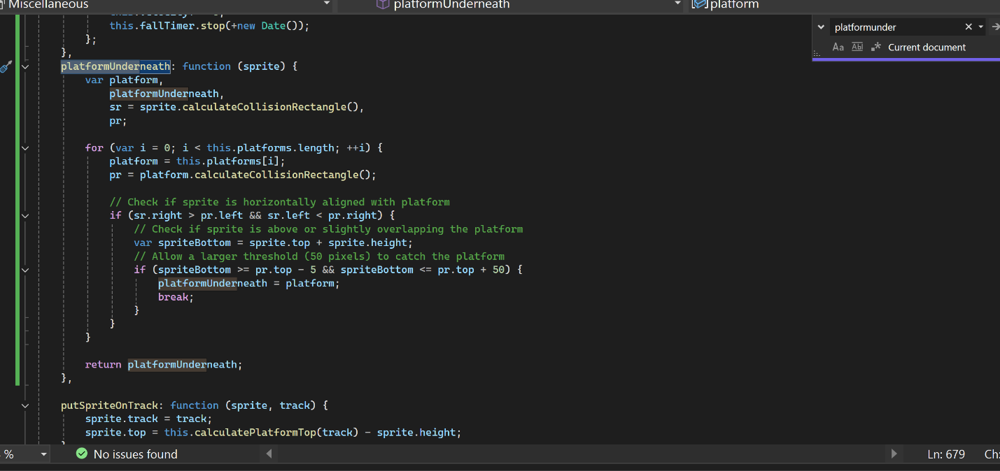 Miscellaneous platformUnderneath platform
this.fallTimer.stop(+new Date());
};
},
platformUnderneath: function (sprite) {
var platform,
platformUnderneath,
sr = sprite.calculateCollisionRectangle(),
pr;
for (var i = 0; i < this.platforms.length; ++i) {
platform = this.platforms[i];
pr = platform.calculateCollisionRectangle();
// Check if sprite is horizontally aligned with platform
if (sr.right > pr.left && sr.left < pr.right) {
// Check if sprite is above or slightly overlapping the platform
var spriteBottom = sprite.top + sprite.height;
// Allow a larger threshold (50 pixels) to catch the platform
if (spriteBottom >= pr.top - 5 && spriteBottom <= pr.top + 50) {
platformUnderneath = platform;
break;
}
}
}
return platformUnderneath;
},
putSpriteOnTrack: function (sprite, track) {
sprite.track = track;
sprite.top = this.calculatePlatformTop(track) - sprite.height;
platformunder
Aa Abl .* Current document
% No issues found Ln: 679 Ch: